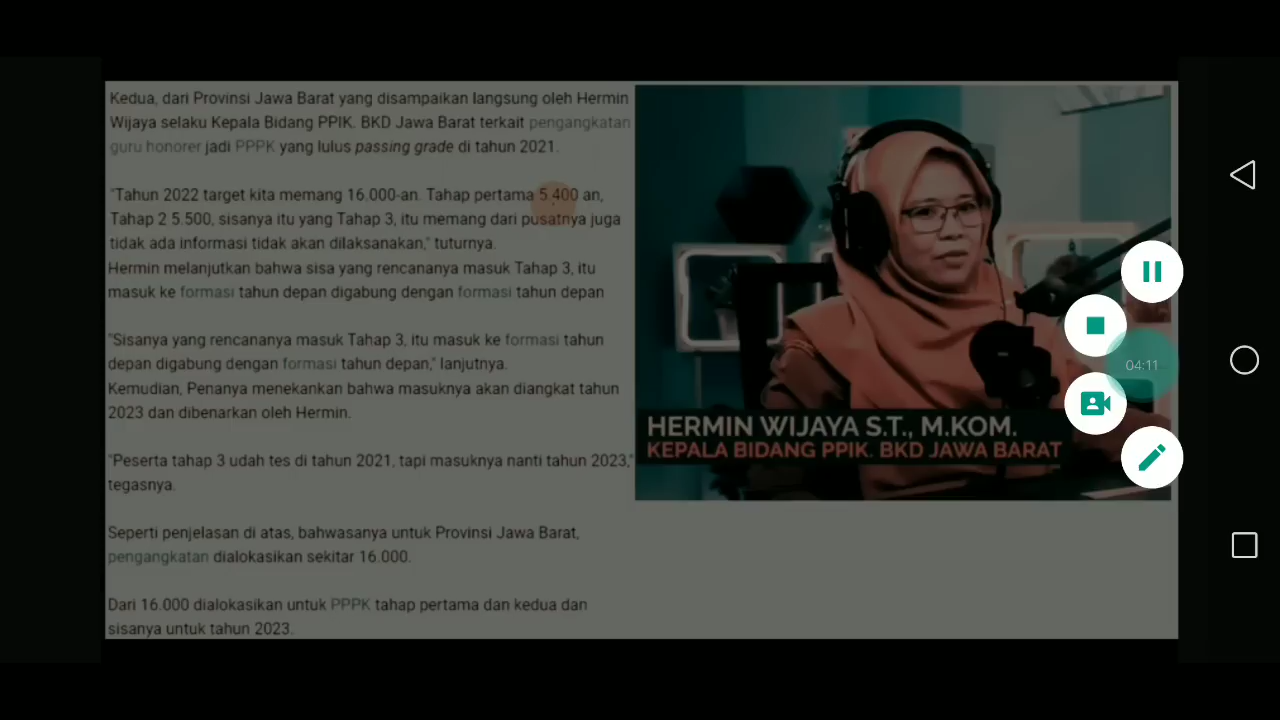 Kedua, dari Provinsi Jawa Barat yang disampaikan langsung oleh Hermin
Wijaya selaku Kepala Bidang PPIK. BKD Jawa Barat terkait pengangkatan
guru honorer jadi PPPK yang lulus passing grade di tahun 2021.
"Tahun 2022 target kita memang 16.000-an. Tahap pertama 5.400 an,
Tahap 2 5.500, sisanya itu yang Tahap 3, itu memang dari pusatnya juga
tidak ada informasi tidak akan dilaksanakan," tuturnya.
Hermin melanjutkan bahwa sisa yang rencananya masuk Tahap 3, itu
masuk ke formasi tahun depan digabung dengan formasi tahun depan
"Sisanya yang rencananya masuk Tahap 3, itu masuk ke formasi tahun
depan digabung dengan formasi tahun depan," lanjutnya.
Kemudian, Penanya menekankan bahwa masuknya akan diangkat tahun
2023 dan dibenarkan oleh Hermin.
"Peserta tahap 3 udah tes di tahun 2021, tapi masuknya nanti tahun 2023,"
tegasnya.
Seperti penjelasan di atas, bahwasanya untuk Provinsi Jawa Barat,
pengangkatan dialokasikan sekitar 16.000.
Dari 16.000 dialokasikan untuk PPPK tahap pertama dan kedua dan
sisanya untuk tahun 2023.
HERMIN WIJAYA S.T., M.KOM.
KEPALA BIDANG PPIK. BKD JAWA BARAT
04:11